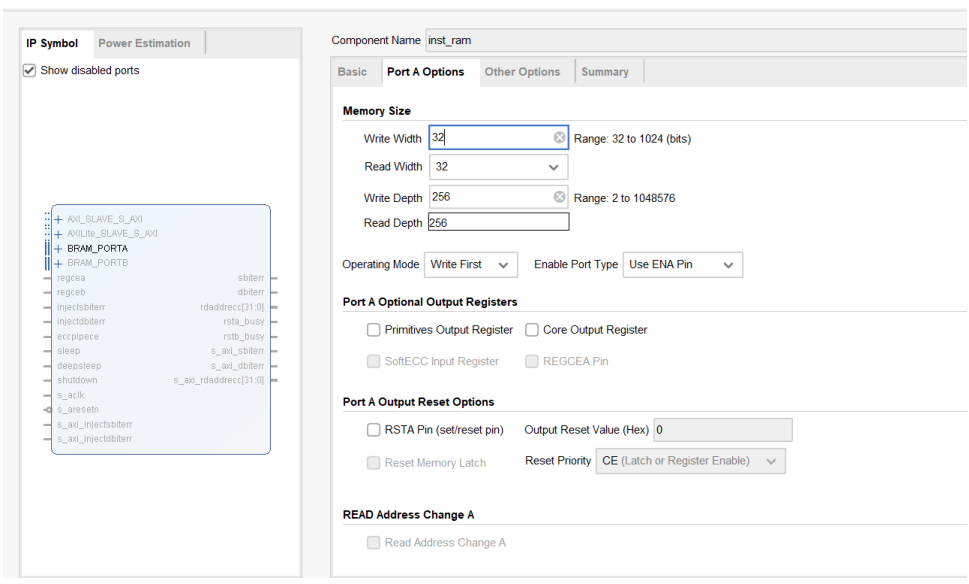 IP Symbol Power Estimation
Show disabled ports
AXI_SLAVE_S_AXI
AXILite_SLAVE_S_AXI
BRAM_PORTA
BRAM_PORTB
regcea sbiterr
regceb dbiterr
injectsbiterr rdaddrecc[31:0]
injectdbiterr rsta_busy
eccpipece rstb_busy
sleep s_axi_sbiterr
deepsleep s_axi_dbiterr
shutdown s_axi_rdaddrecc[31:0]
s_aclk
s_aresetn
s_axi_injectsbiterr
s_axi_injectdbiterr
Component Name inst_ram
Basic Port A Options Other Options Summary
Memory Size
Write Width 32 Range: 32 to 1024 (bits)
Read Width 32
Write Depth 256 Range: 2 to 1048576
Read Depth 256
Operating Mode Write First Enable Port Type Use ENA Pin
Port A Optional Output Registers
Primitives Output Register Core Output Register
SoftECC Input Register REGCEA Pin
Port A Output Reset Options
RSTA Pin (set/reset pin) Output Reset Value (Hex) 0
Reset Memory Latch Reset Priority CE (Latch or Register Enable)
READ Address Change A
Read Address Change A